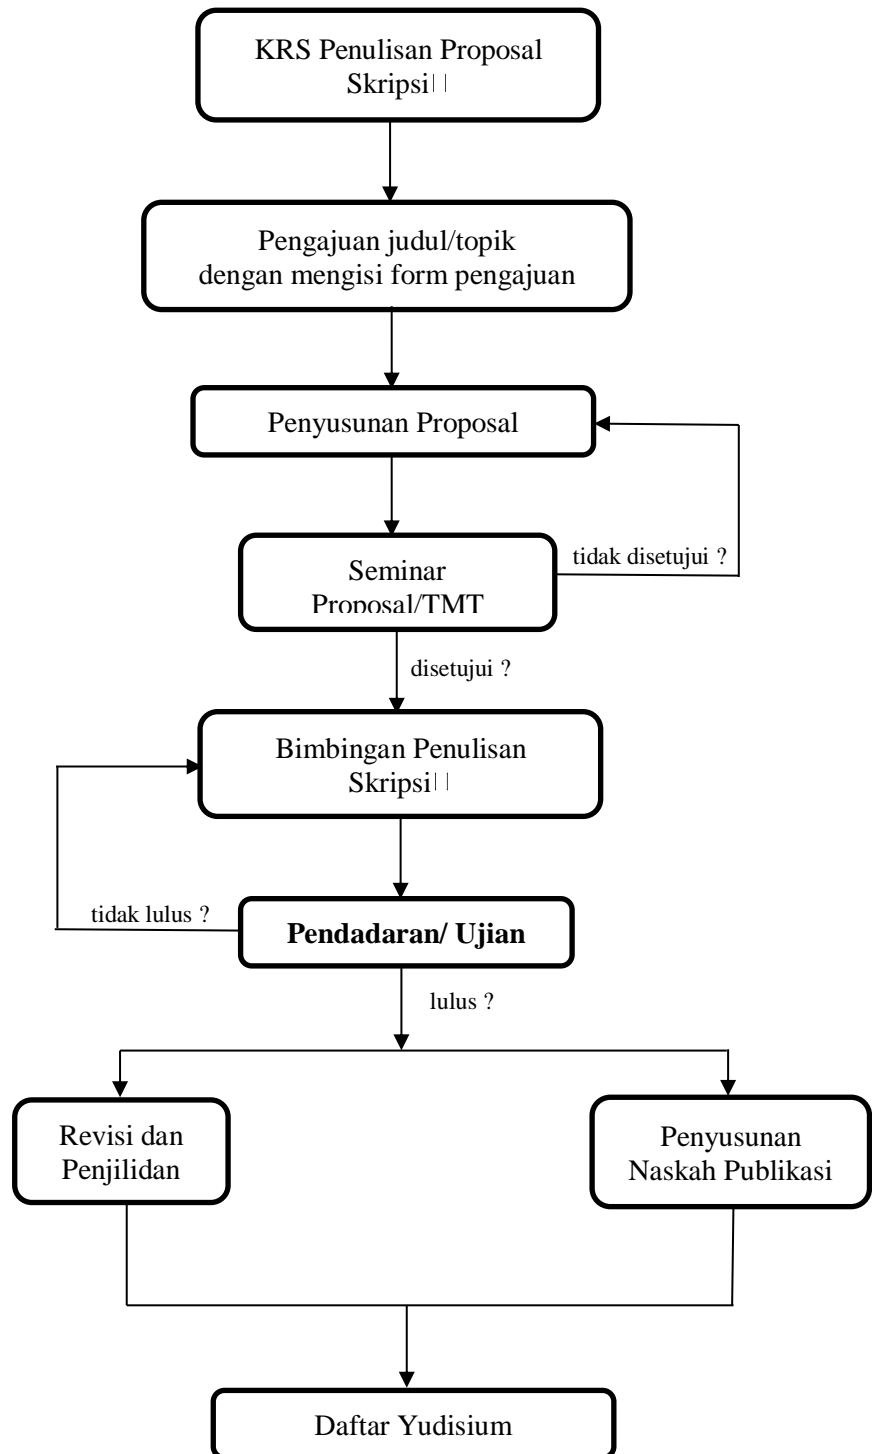 KRS Penulisan Proposal
Skripsi
Pengajuan judul/topik
dengan mengisi form pengajuan
Penyusunan Proposal
Seminar
Proposal/TMT
tidak disetujui ?
disetujui ?
Bimbingan Penulisan
Skripsi
tidak lulus ?
Pendadaran/ Ujian
lulus ?
Revisi dan
Penjilidan
Penyusunan
Naskah Publikasi
Daftar Yudisium